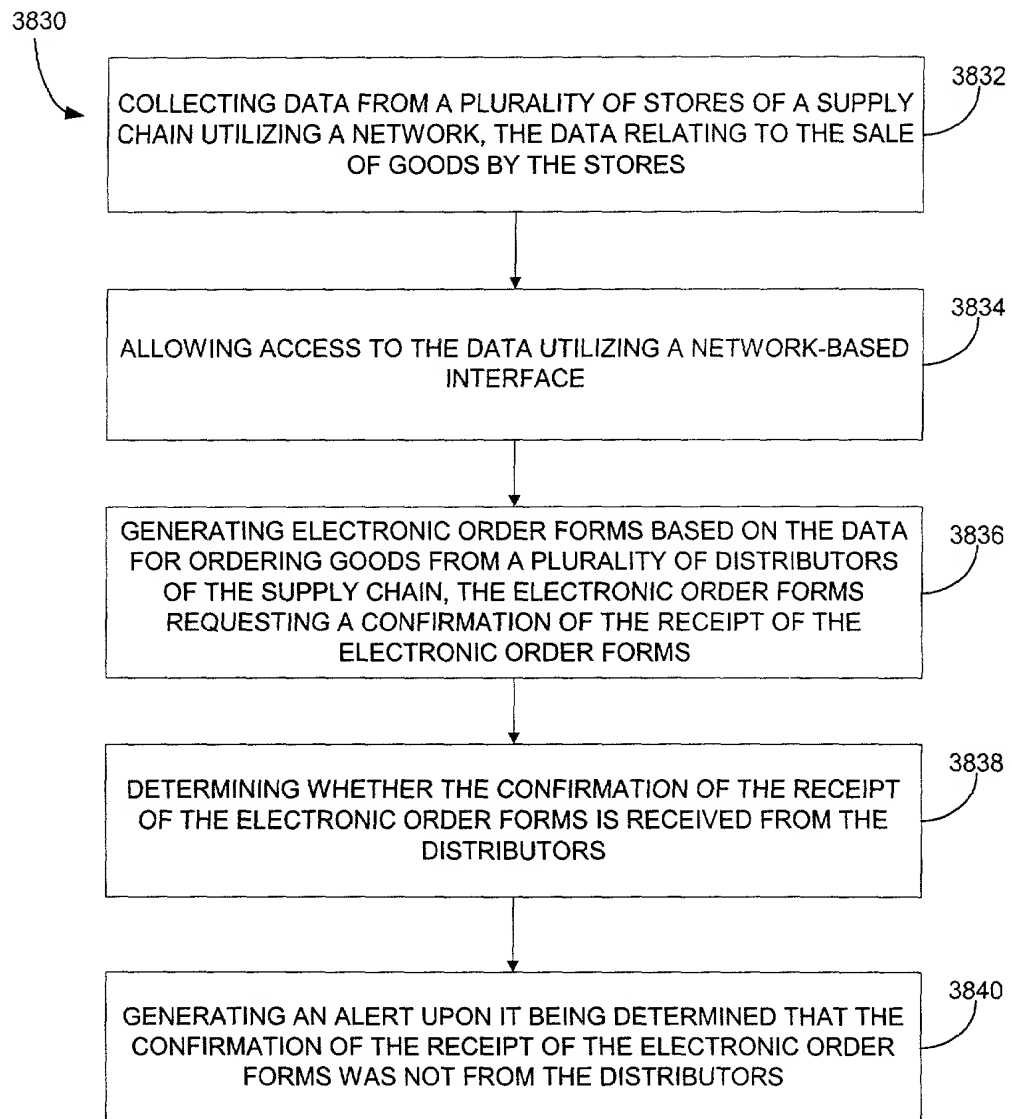 3830
COLLECTING DATA FROM A PLURALITY OF STORES OF A SUPPLY
CHAIN UTILIZING A NETWORK, THE DATA RELATING TO THE SALE
OF GOODS BY THE STORES
3832
ALLOWING ACCESS TO THE DATA UTILIZING A NETWORK-BASED
INTERFACE
3834
GENERATING ELECTRONIC ORDER FORMS BASED ON THE DATA
FOR ORDERING GOODS FROM A PLURALITY OF DISTRIBUTORS
OF THE SUPPLY CHAIN, THE ELECTRONIC ORDER FORMS
REQUESTING A CONFIRMATION OF THE RECEIPT OF THE
ELECTRONIC ORDER FORMS
3836
DETERMINING WHETHER THE CONFIRMATION OF THE RECEIPT
OF THE ELECTRONIC ORDER FORMS IS RECEIVED FROM THE
DISTRIBUTORS
3838
GENERATING AN ALERT UPON IT BEING DETERMINED THAT THE
CONFIRMATION OF THE RECEIPT OF THE ELECTRONIC ORDER
FORMS WAS NOT FROM THE DISTRIBUTORS
3840